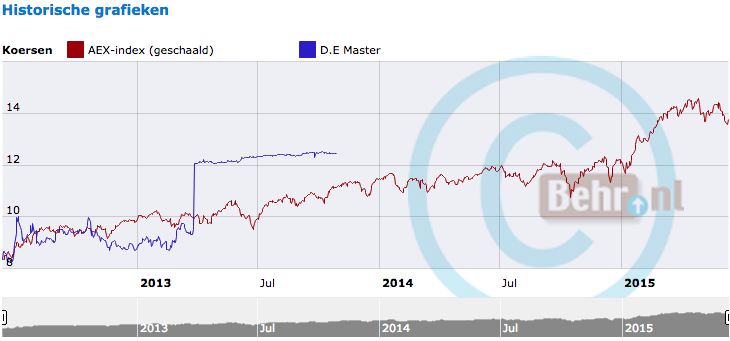 Historische grafieken
Koersen AEX-index (geschaald) D.E Master
14
12
10
8
2013 Jul 2014 Jul 2015
Behr.nl
2013 Jul 2014 Jul 2015